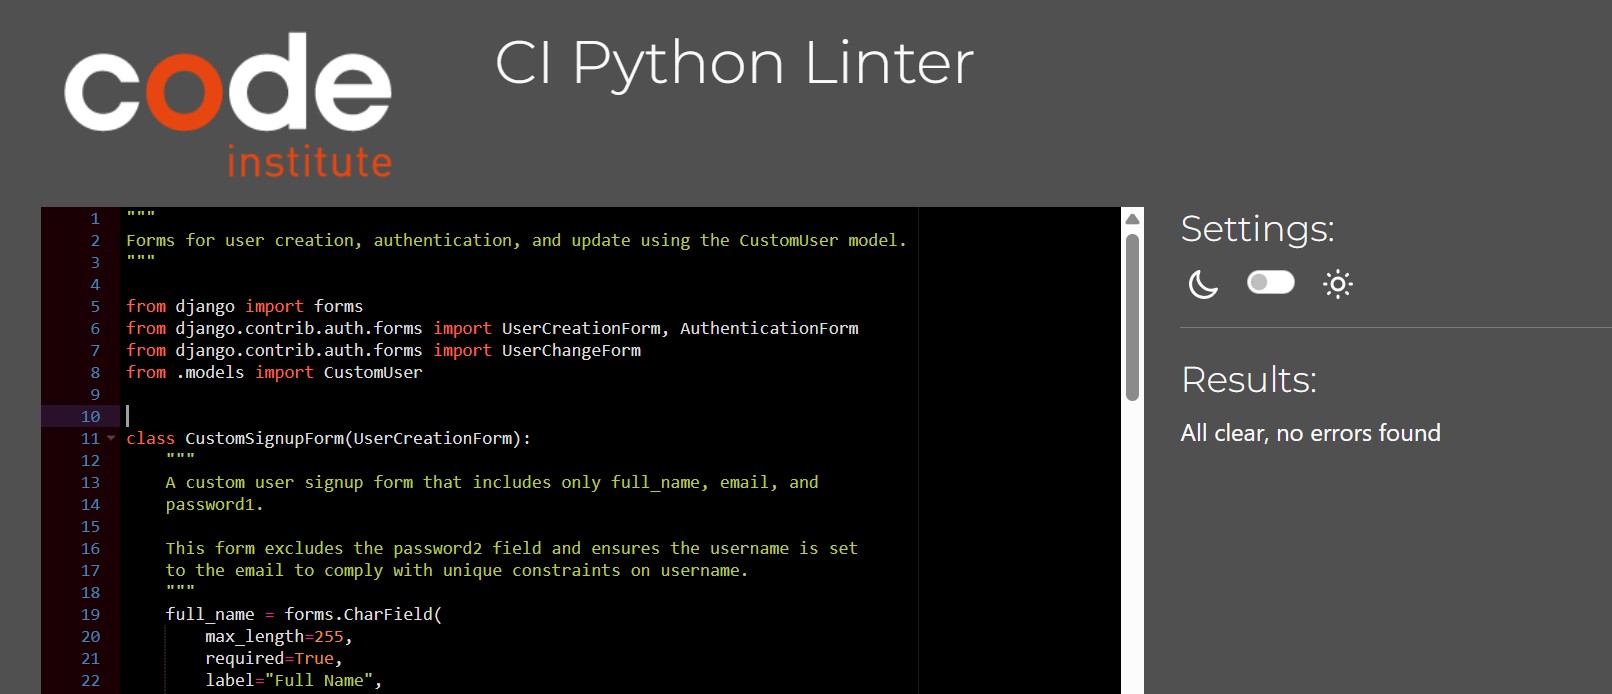 code
institute
CI Python Linter
1 """
2 Forms for user creation, authentication, and update using the CustomUser model.
3 """
4
5 from django import forms
6 from django.contrib.auth.forms import UserCreationForm, AuthenticationForm
7 from django.contrib.auth.forms import UserChangeForm
8 from .models import CustomUser
9
10
11 class CustomSignupForm(UserCreationForm):
12     """
13     A custom user signup form that includes only full_name, email, and
14     password1.
15
16     This form excludes the password2 field and ensures the username is set
17     to the email to comply with unique constraints on username.
18     """
19     full_name = forms.CharField(
20         max_length=255,
21         required=True,
22         label="Full Name",
Settings:
Results:
All clear, no errors found